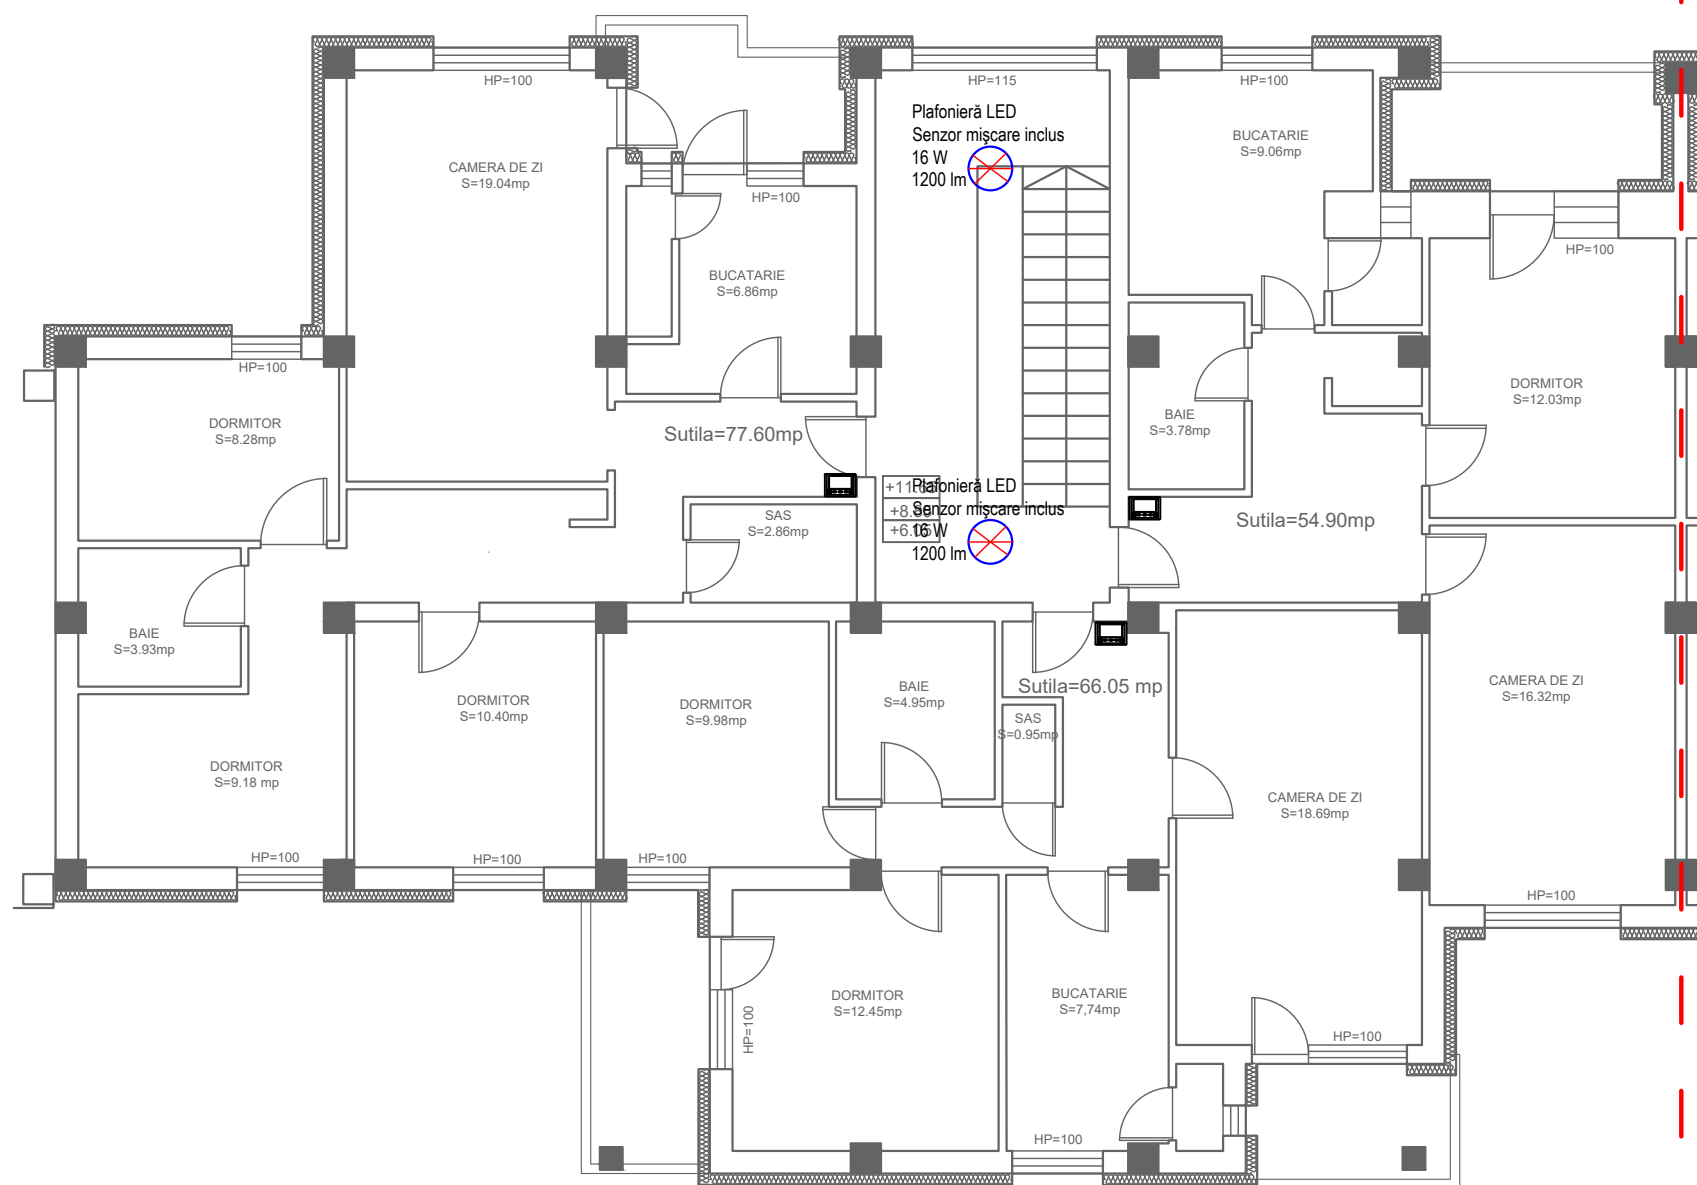 HP=100
HP=115
HP=100
Plafonieră LED
Senzor mişcare inclus
16 W
1200 lm
CAMERA DE ZI
S=19.04mp
BUCATARIE
S=9.06mp
HP=100
HP=100
BUCATARIE
S=6.86mp
HP=100
DORMITOR
S=8.28mp
DORMITOR
S=12.03mp
BAIE
S=3.78mp
Sutila=77.60mp
Plafonieră LED
Senzor mişcare inclus
16 W
1200 lm
SAS
S=2.86mp
Sutila=54.90mp
BAIE
S=3.93mp
DORMITOR
S=10.40mp
DORMITOR
S=9.98mp
BAIE
S=4.95mp
Sutila=66.05 mp
SAS
S=0.95mp
CAMERA DE ZI
S=16.32mp
DORMITOR
S=9.18 mp
CAMERA DE ZI
S=18.69mp
HP=100
HP=100
HP=100
HP=100
DORMITOR
S=12.45mp
BUCATARIE
S=7,74mp
HP=100
HP=100
HP=100